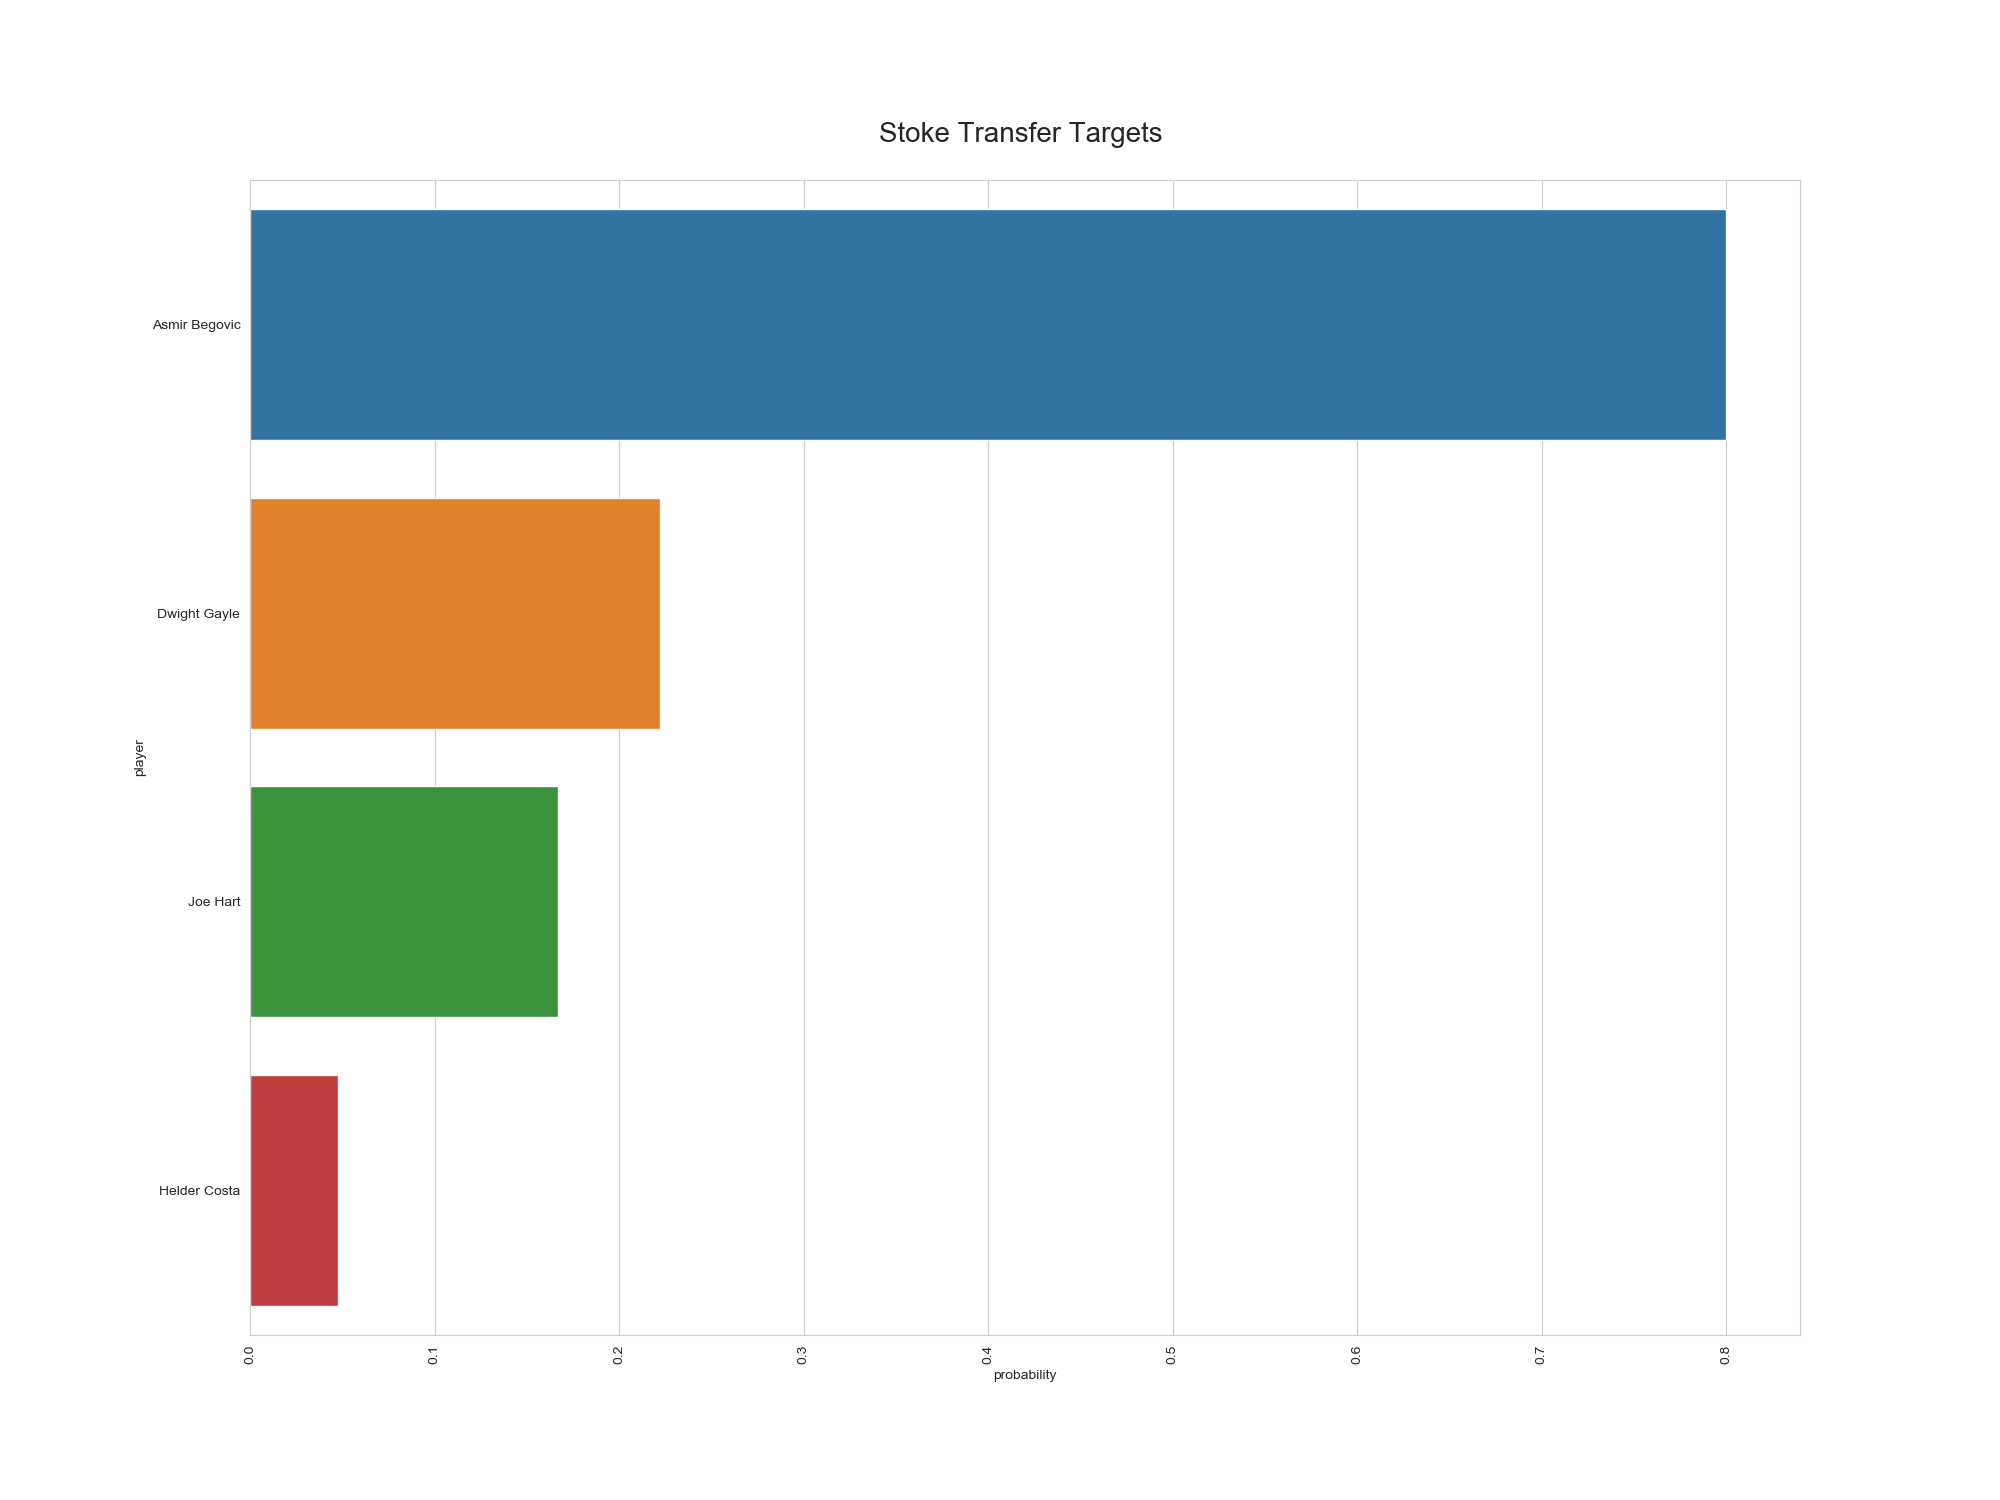 Stoke Transfer Targets
Asmir Begovic
Dwight Gayle
player
Joe Hart
Helder Costa
0.0 0.1 0.2 0.3 0.4 0.5 0.6 0.7 0.8
probability